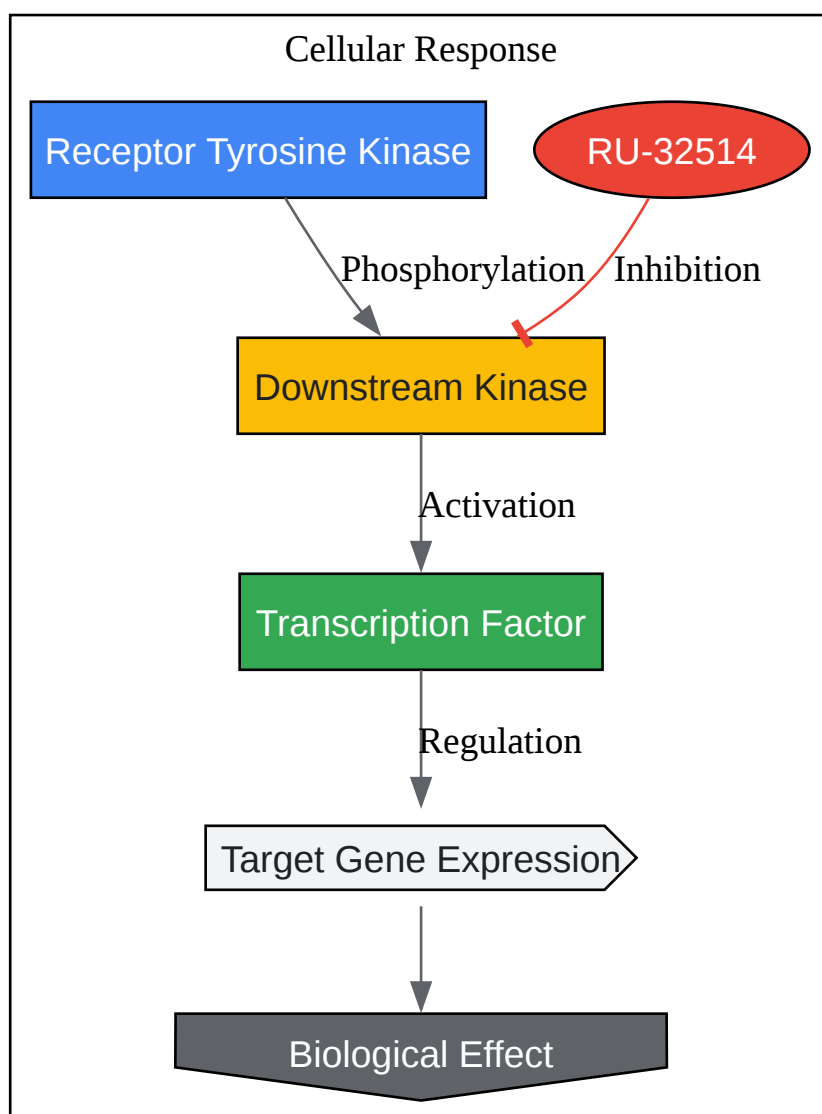 Cellular Response
Receptor Tyrosine Kinase
RU-32514
Phosphorylation
Inhibition
Downstream Kinase
Activation
Transcription Factor
Regulation
Target Gene Expression
Biological Effect